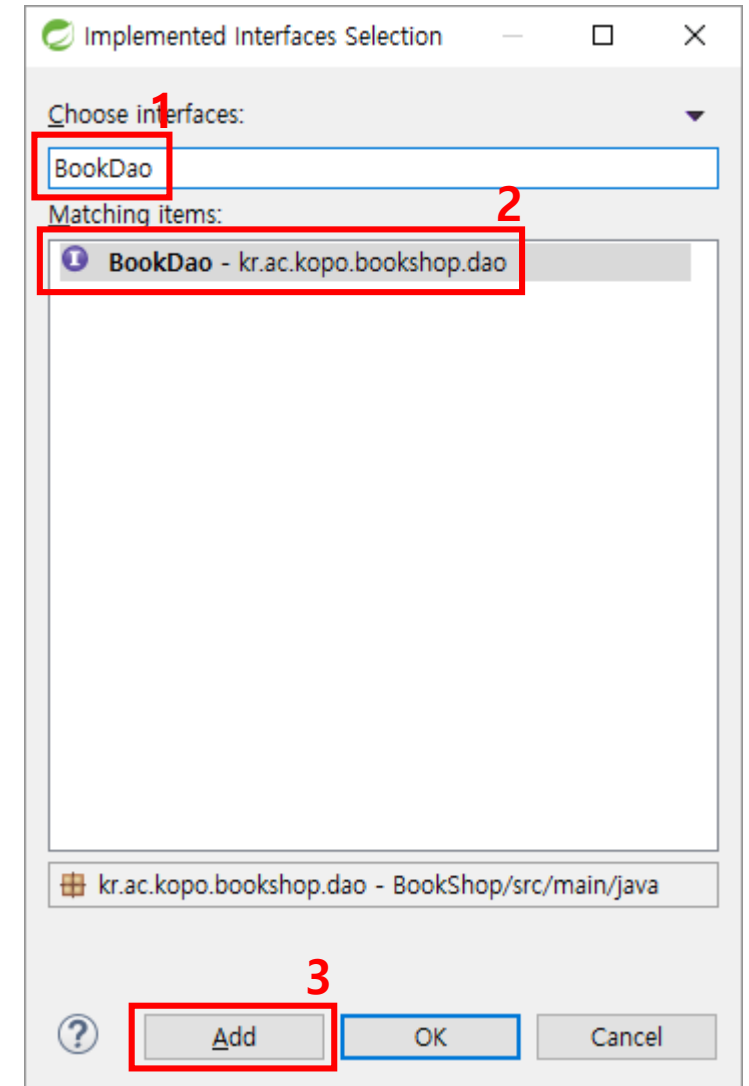 Implemented Interfaces Selection
1
Choose interfaces:
BookDao
2
Matching items:
BookDao - kr.ac.kopo.bookshop.dao
kr.ac.kopo.bookshop.dao - BookShop/src/main/java
3
Add OK Cancel